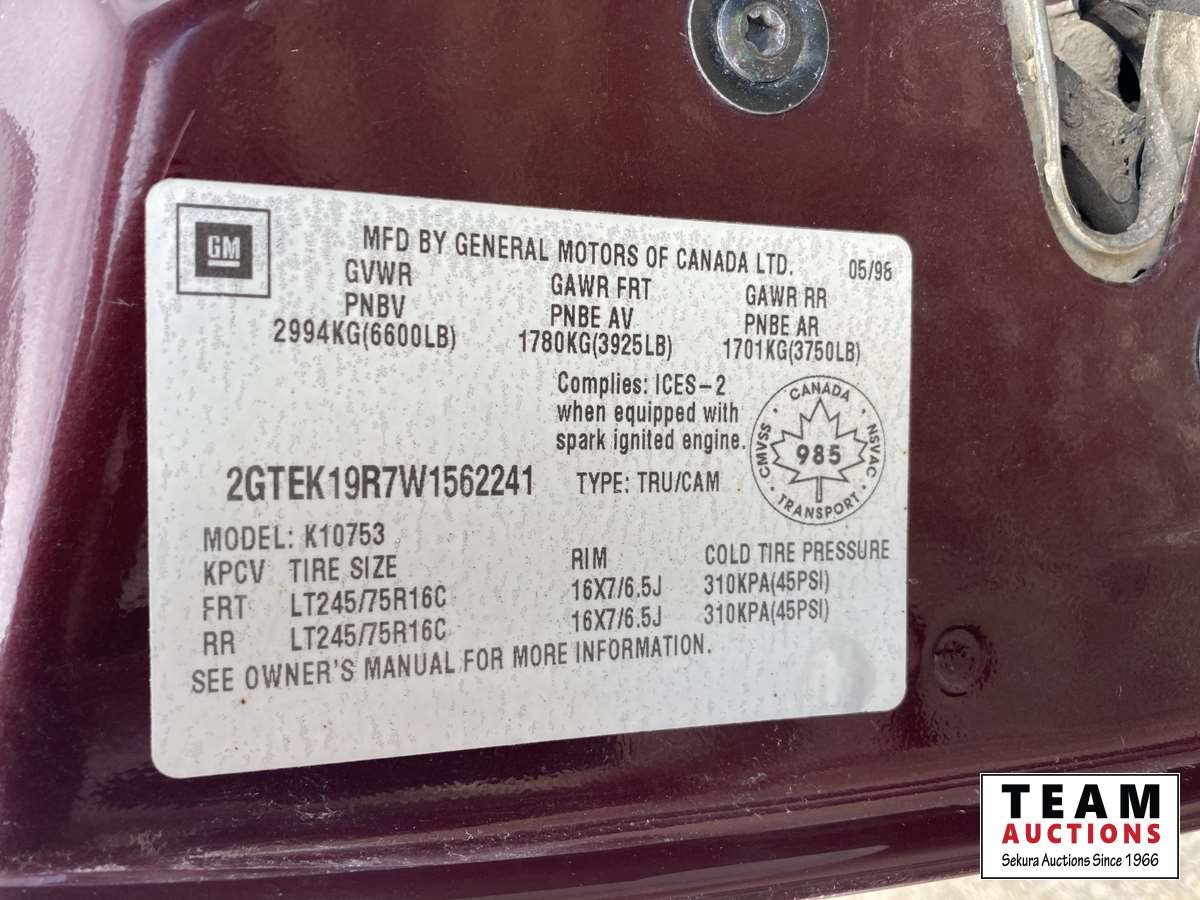 GM
MFD BY GENERAL MOTORS OF CANADA LTD. 05/98
GVWR GAWR FRT GAWR RR
PNBV PNBE AV PNBE AR
2994KG(6600LB) 1780KG(3925LB) 1701KG(3750LB)
Complies: ICES-2
when equipped with
spark ignited engine.
CANADA
CMVSS 985 NSVAC
TRANSPORT
2GTEK19R7W1562241 TYPE: TRU/CAM
MODEL: K10753
KPCV TIRE SIZE RIM COLD TIRE PRESSURE
FRT LT245/75R16C 16X7/6.5J 310KPA(45PSI)
RR LT245/75R16C 16X7/6.5J 310KPA(45PSI)
SEE OWNER'S MANUAL FOR MORE INFORMATION.
TEAM
AUCTIONS
Sekura Auctions Since 1966